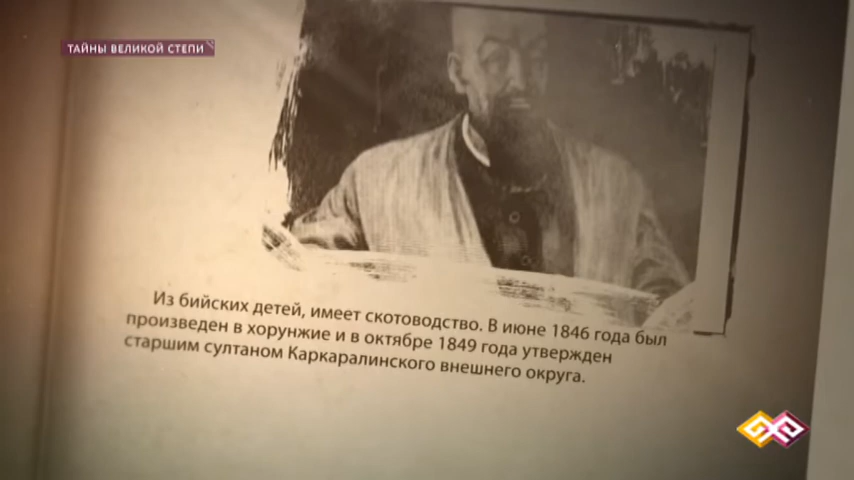 ТАЙНЫ ВЕЛИКОЙ СТЕПИ
Из бийских детей, имеет скотоводство. В июне 1846 года был
произведен в хорунжие и в октябре 1849 года утвержден
старшим султаном Каркаралинского внешнего округа.